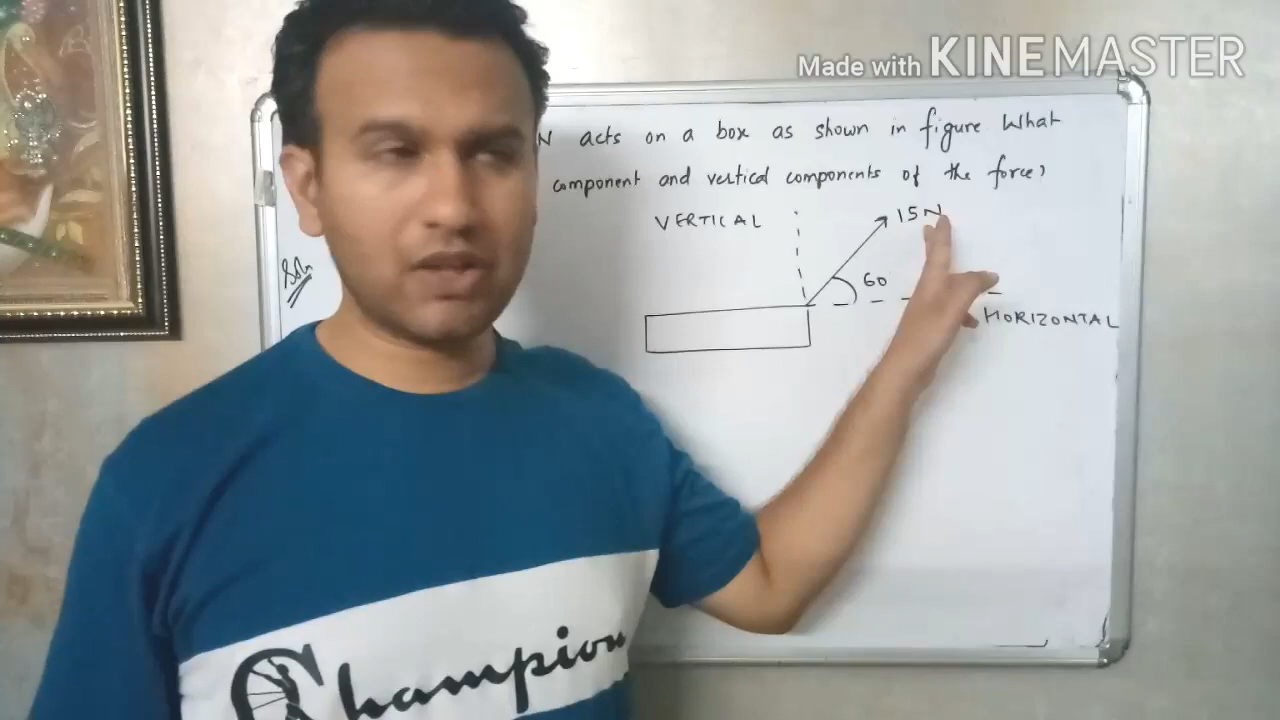 Made with KINEMASTER
N acts on a box as shown in figure What
component and vertical components of the force?
VERTICAL
15N
60
HORIZONTAL
Soln
Champion